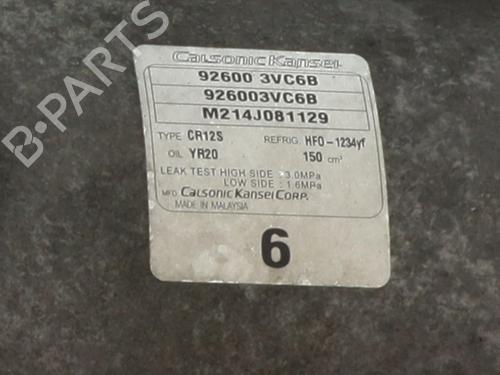 B-PARTS
Calsonic Kansei
92600 3VC6B
926003VC6B
M214J081129
TYPE CR12S REFRIG. HFO-1234yf
OIL YR20 150 cm³
LEAK TEST HIGH SIDE : 3.0MPa
LOW SIDE : 1.6MPa
MFD. CALSONIC KANSEI CORP.
MADE IN MALAYSIA
6